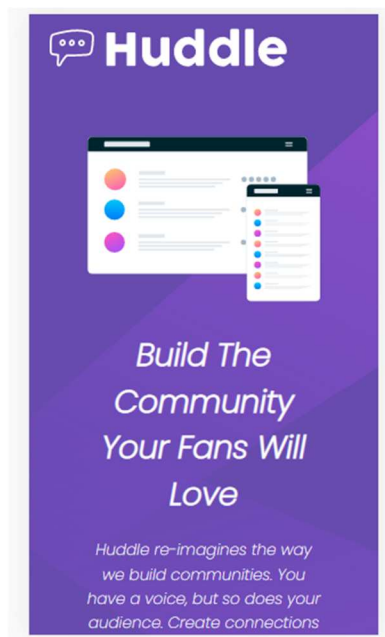 Huddle
Build The
Community
Your Fans Will
Love
Huddle re-imagines the way
we build communities. You
have a voice, but so does your
audience. Create connections